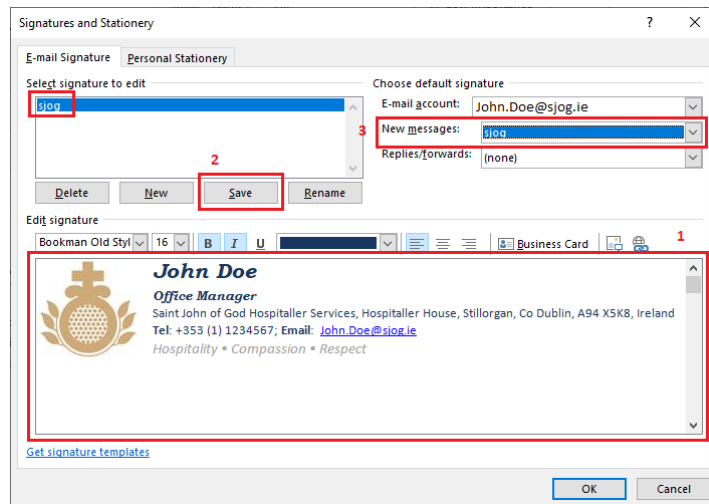 Signatures and Stationery ? ×
E-mail Signature Personal Stationery
Select signature to edit
sjog
2
Delete New Save Rename
Choose default signature
E-mail account: John.Doe@sjog.ie
3 New messages: sjog
Replies/forwards: (none)
Edit signature
Bookman Old Styl 16 B I U Business Card 1
John Doe
Office Manager
Saint John of God Hospitaller Services, Hospitaller House, Stillorgan, Co Dublin, A94 X5K8, Ireland
Tel: +353 (1) 1234567; Email: John.Doe@sjog.ie
Hospitality • Compassion • Respect
Get signature templates
OK Cancel